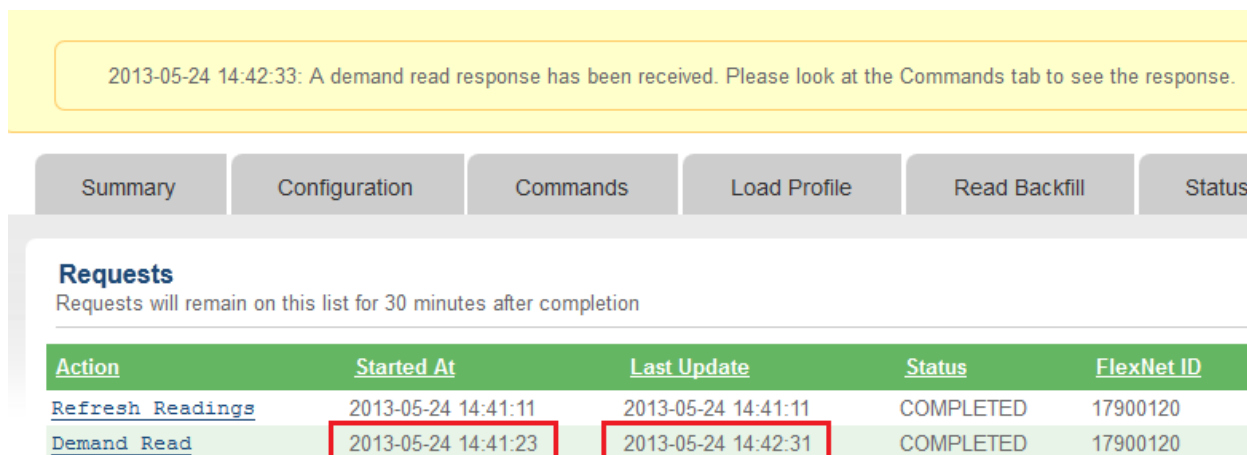 2013-05-24 14:42:33: A demand read response has been received. Please look at the Commands tab to see the response.
Summary Configuration Commands Load Profile Read Backfill Status
Requests
Requests will remain on this list for 30 minutes after completion
Action Started At Last Update Status FlexNet ID
Refresh Readings 2013-05-24 14:41:11 2013-05-24 14:41:11 COMPLETED 17900120
Demand Read 2013-05-24 14:41:23 2013-05-24 14:42:31 COMPLETED 17900120